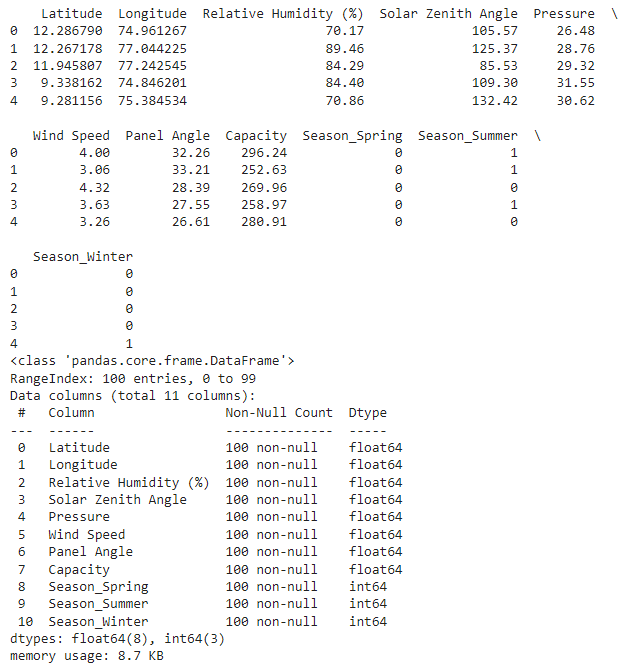 Latitude  Longitude  Relative Humidity (%)  Solar Zenith Angle  Pressure  \
0  12.286790  74.961267                  70.17              105.57     26.48
1  12.267178  77.044225                  89.46              125.37     28.76
2  11.945807  77.242545                  84.29               85.53     29.32
3   9.338162  74.846201                  84.40              109.30     31.55
4   9.281156  75.384534                  70.86              132.42     30.62
   Wind Speed  Panel Angle  Capacity  Season_Spring  Season_Summer  \
0        4.00        32.26    296.24              0              1
1        3.06        33.21    252.63              0              1
2        4.32        28.39    269.96              0              0
3        3.63        27.55    258.97              0              1
4        3.26        26.61    280.91              0              0
   Season_Winter
0              0
1              0
2              0
3              0
4              1
<class 'pandas.core.frame.DataFrame'>
RangeIndex: 100 entries, 0 to 99
Data columns (total 11 columns):
 #   Column                 Non-Null Count  Dtype
---  ------                 --------------  -----
 0   Latitude               100 non-null    float64
 1   Longitude              100 non-null    float64
 2   Relative Humidity (%)  100 non-null    float64
 3   Solar Zenith Angle     100 non-null    float64
 4   Pressure               100 non-null    float64
 5   Wind Speed             100 non-null    float64
 6   Panel Angle            100 non-null    float64
 7   Capacity               100 non-null    float64
 8   Season_Spring          100 non-null    int64
 9   Season_Summer          100 non-null    int64
 10  Season_Winter          100 non-null    int64
dtypes: float64(8), int64(3)
memory usage: 8.7 KB